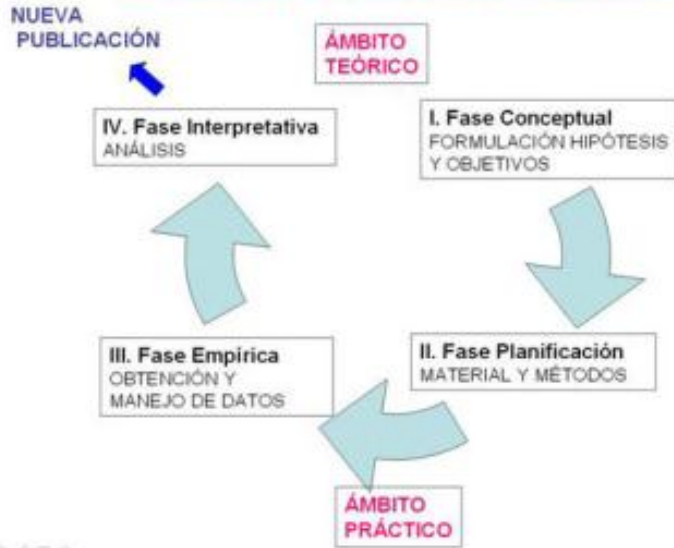 NUEVA
PUBLICACIÓN
ÁMBITO
TEÓRICO
I. Fase Conceptual
FORMULACIÓN HIPÓTESIS
Y OBJETIVOS
II. Fase Planificación
MATERIAL Y MÉTODOS
ÁMBITO
PRÁCTICO
III. Fase Empírica
OBTENCIÓN Y
MANEJO DE DATOS
IV. Fase Interpretativa
ANÁLISIS